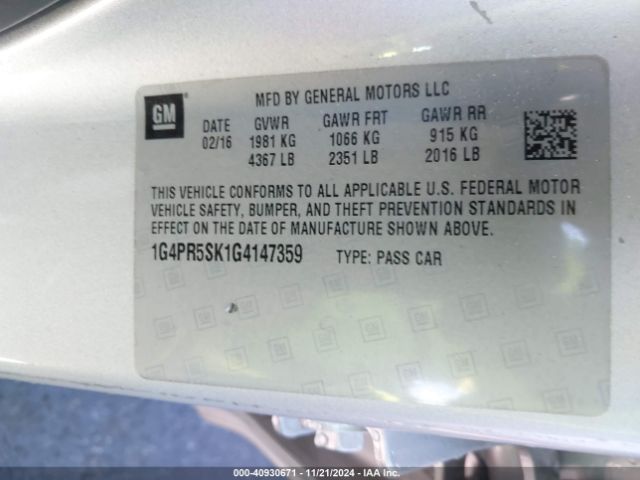 MFD BY GENERAL MOTORS LLC
GM
DATE GVWR GAWR FRT GAWR RR
02/16 1981 KG 1066 KG 915 KG
4367 LB 2351 LB 2016 LB
THIS VEHICLE CONFORMS TO ALL APPLICABLE U.S. FEDERAL MOTOR
VEHICLE SAFETY, BUMPER, AND THEFT PREVENTION STANDARDS IN
EFFECT ON THE DATE OF MANUFACTURE SHOWN ABOVE.
1G4PR5SK1G4147359 TYPE: PASS CAR
000-40930671 - 11/21/2024 - IAA Inc.